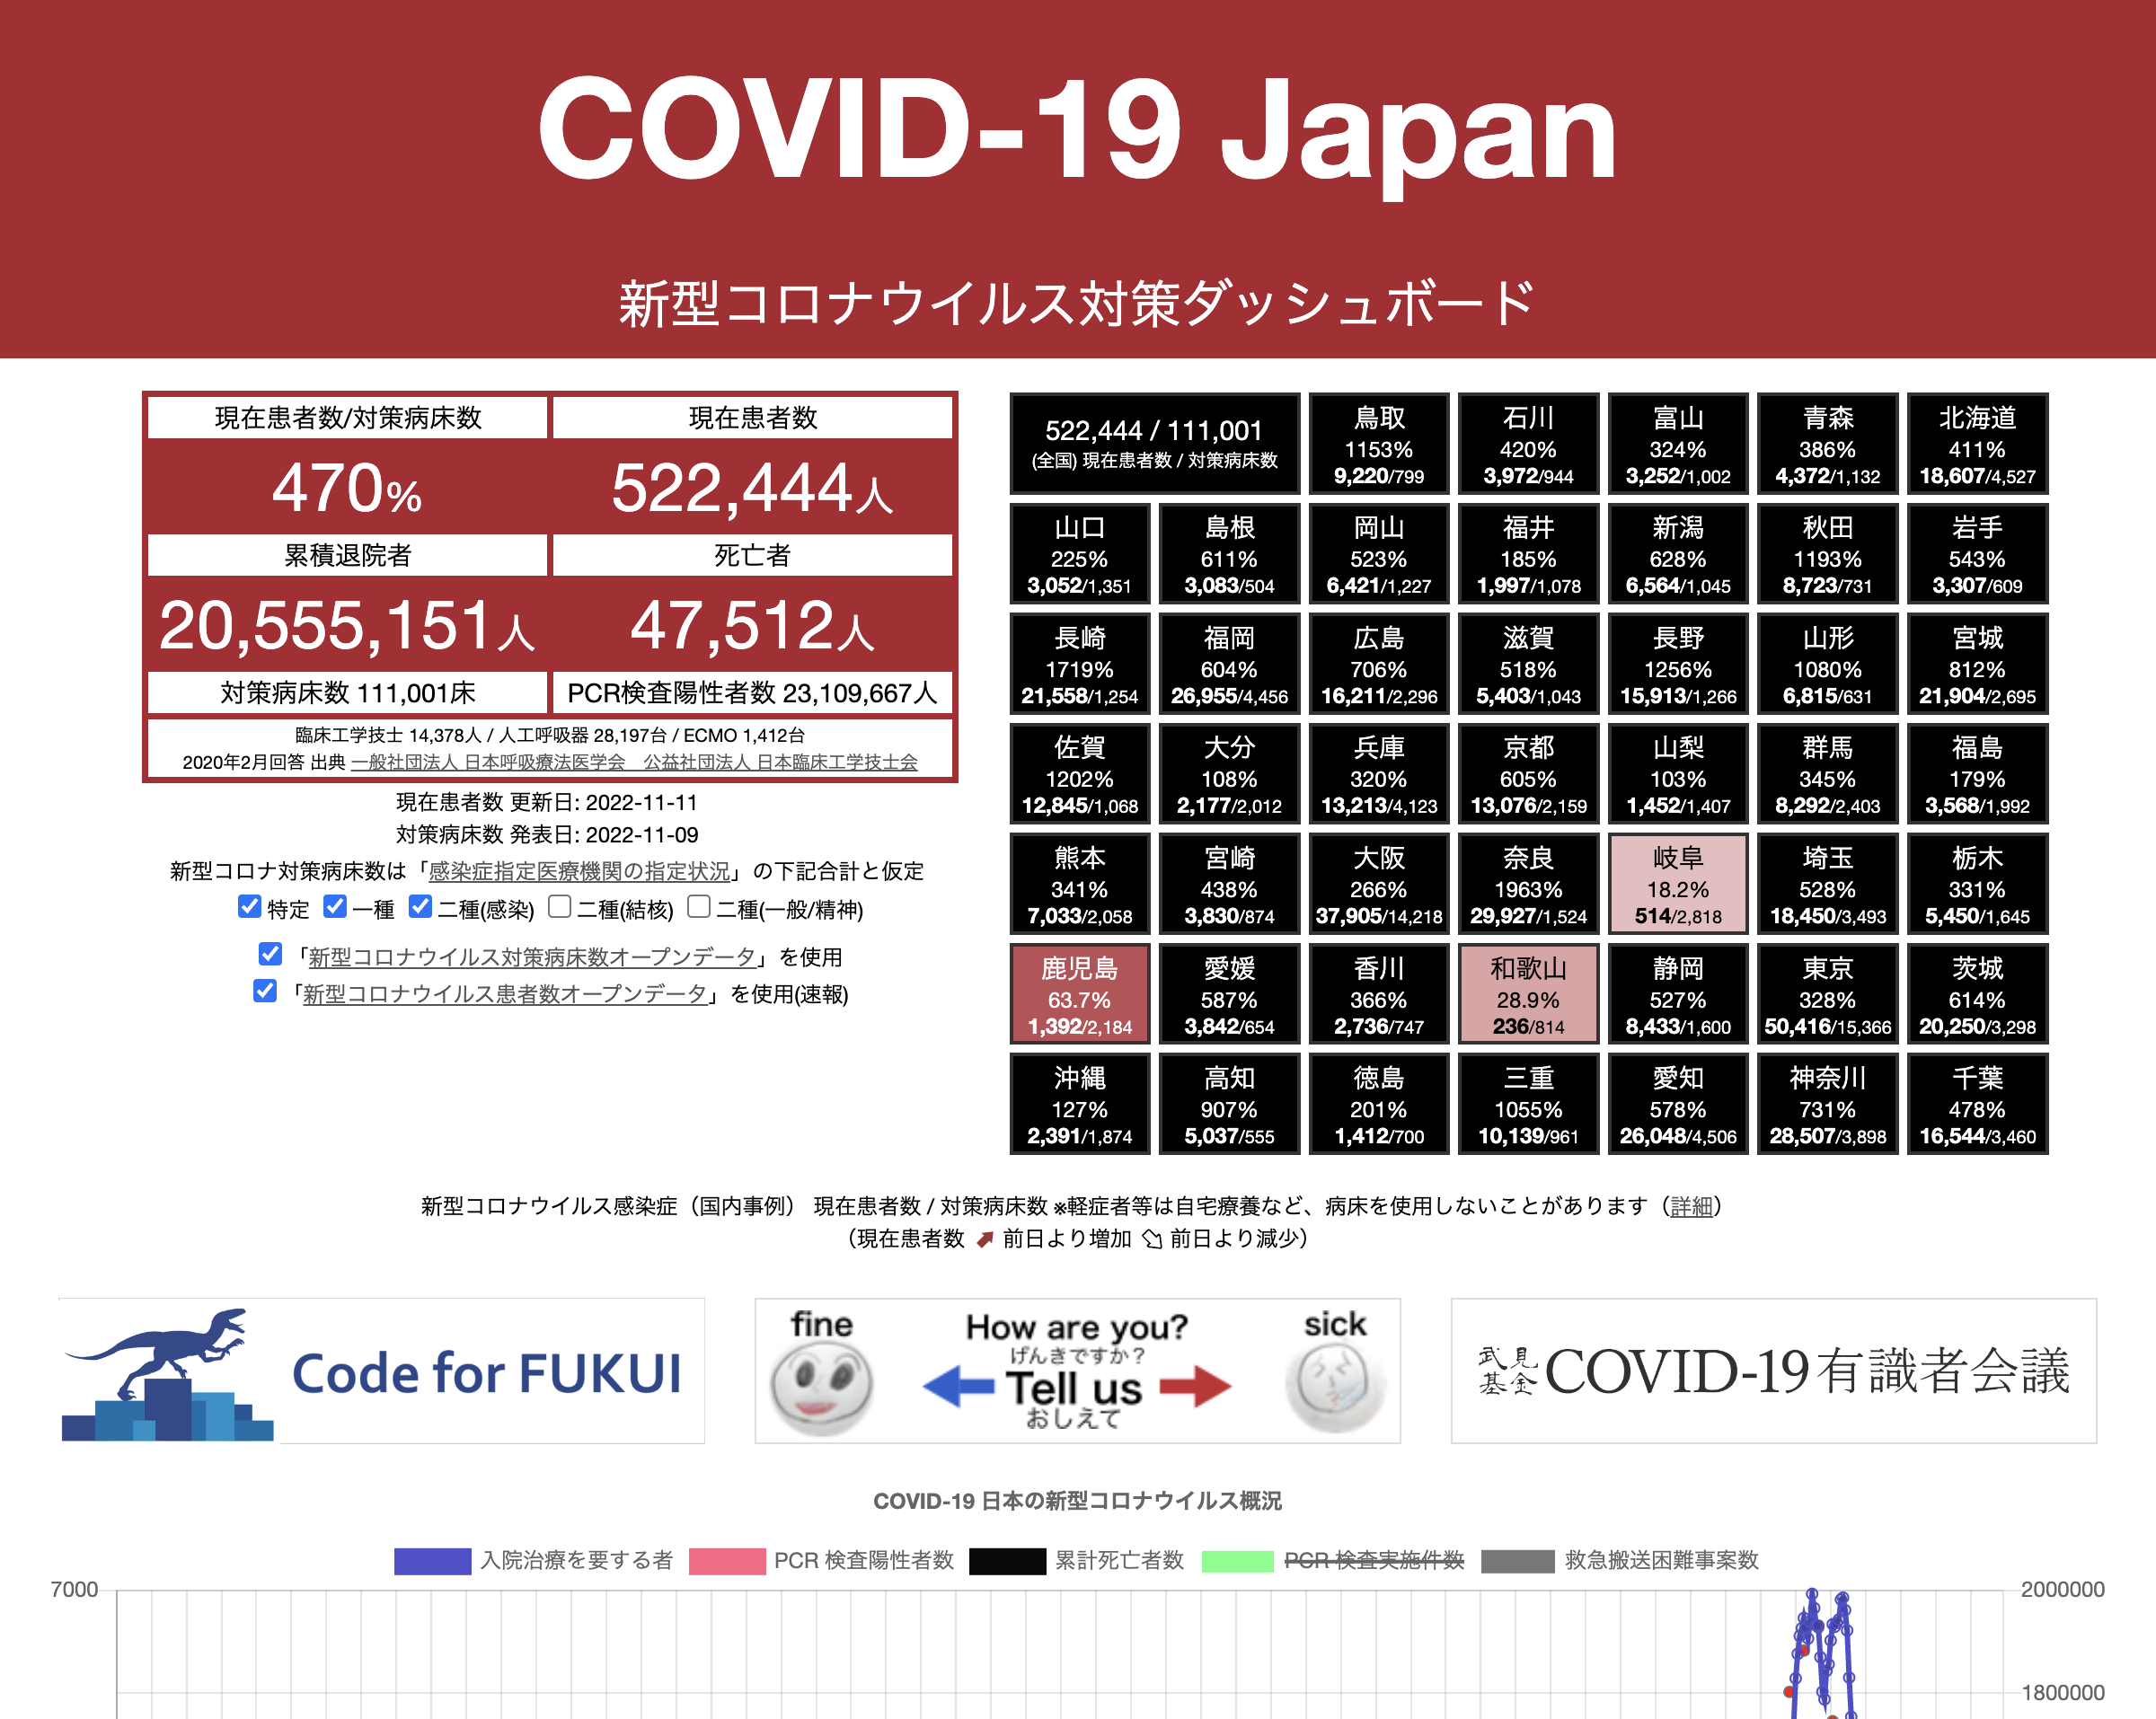 COVID-19 Japan
新型コロナウイルス対策ダッシュボード
現在患者数/対策病床数
現在患者数
470%
522,444人
累積退院者
死亡者
20,555,151人
47,512人
対策病床数 111,001床
PCR検査陽性者数 23,109,667人
臨床工学技士 14,378人 / 人工呼吸器 28,197台 / ECMO 1,412台
2020年2月回答 出典 一般社団法人 日本呼吸療法医学会　公益社団法人 日本臨床工学技士会
現在患者数 更新日: 2022-11-11
対策病床数 発表日: 2022-11-09
新型コロナ対策病床数は「感染症指定医療機関の指定状況」の下記合計と仮定
特定 一種 二種(感染) 二種(結核) 二種(一般/精神)
「新型コロナウイルス対策病床数オープンデータ」を使用
「新型コロナウイルス患者数オープンデータ」を使用(速報)
522,444 / 111,001
(全国) 現在患者数 / 対策病床数
鳥取
1153%
9,220/799
石川
420%
3,972/944
富山
324%
3,252/1,002
青森
386%
4,372/1,132
北海道
411%
18,607/4,527
山口
225%
3,052/1,351
島根
611%
3,083/504
岡山
523%
6,421/1,227
福井
185%
1,997/1,078
新潟
628%
6,564/1,045
秋田
1193%
8,723/731
岩手
543%
3,307/609
長崎
1719%
21,558/1,254
福岡
604%
26,955/4,456
広島
706%
16,211/2,296
滋賀
518%
5,403/1,043
長野
1256%
15,913/1,266
山形
1080%
6,815/631
宮城
812%
21,904/2,695
佐賀
1202%
12,845/1,068
大分
108%
2,177/2,012
兵庫
320%
13,213/4,123
京都
605%
13,076/2,159
山梨
103%
1,452/1,407
群馬
345%
8,292/2,403
福島
179%
3,568/1,992
熊本
341%
7,033/2,058
宮崎
438%
3,830/874
大阪
266%
37,905/14,218
奈良
1963%
29,927/1,524
岐阜
18.2%
514/2,818
埼玉
528%
18,450/3,493
栃木
331%
5,450/1,645
鹿児島
63.7%
1,392/2,184
愛媛
587%
3,842/654
香川
366%
2,736/747
和歌山
28.9%
236/814
静岡
527%
8,433/1,600
東京
328%
50,416/15,366
茨城
614%
20,250/3,298
沖縄
127%
2,391/1,874
高知
907%
5,037/555
徳島
201%
1,412/700
三重
1055%
10,139/961
愛知
578%
26,048/4,506
神奈川
731%
28,507/3,898
千葉
478%
16,544/3,460
新型コロナウイルス感染症（国内事例） 現在患者数 / 対策病床数 ※軽症者等は自宅療養など、病床を使用しないことがあります（詳細）
（現在患者数 前日より増加 前日より減少）
Code for FUKUI
fine
How are you?
げんきですか？
Tell us
おしえて
sick
武見基金 COVID-19有識者会議
COVID-19 日本の新型コロナウイルス概況
入院治療を要する者 PCR 検査陽性者数 累計死亡者数 PCR 検査実施件数 救急搬送困難事案数
7000
2000000
1800000